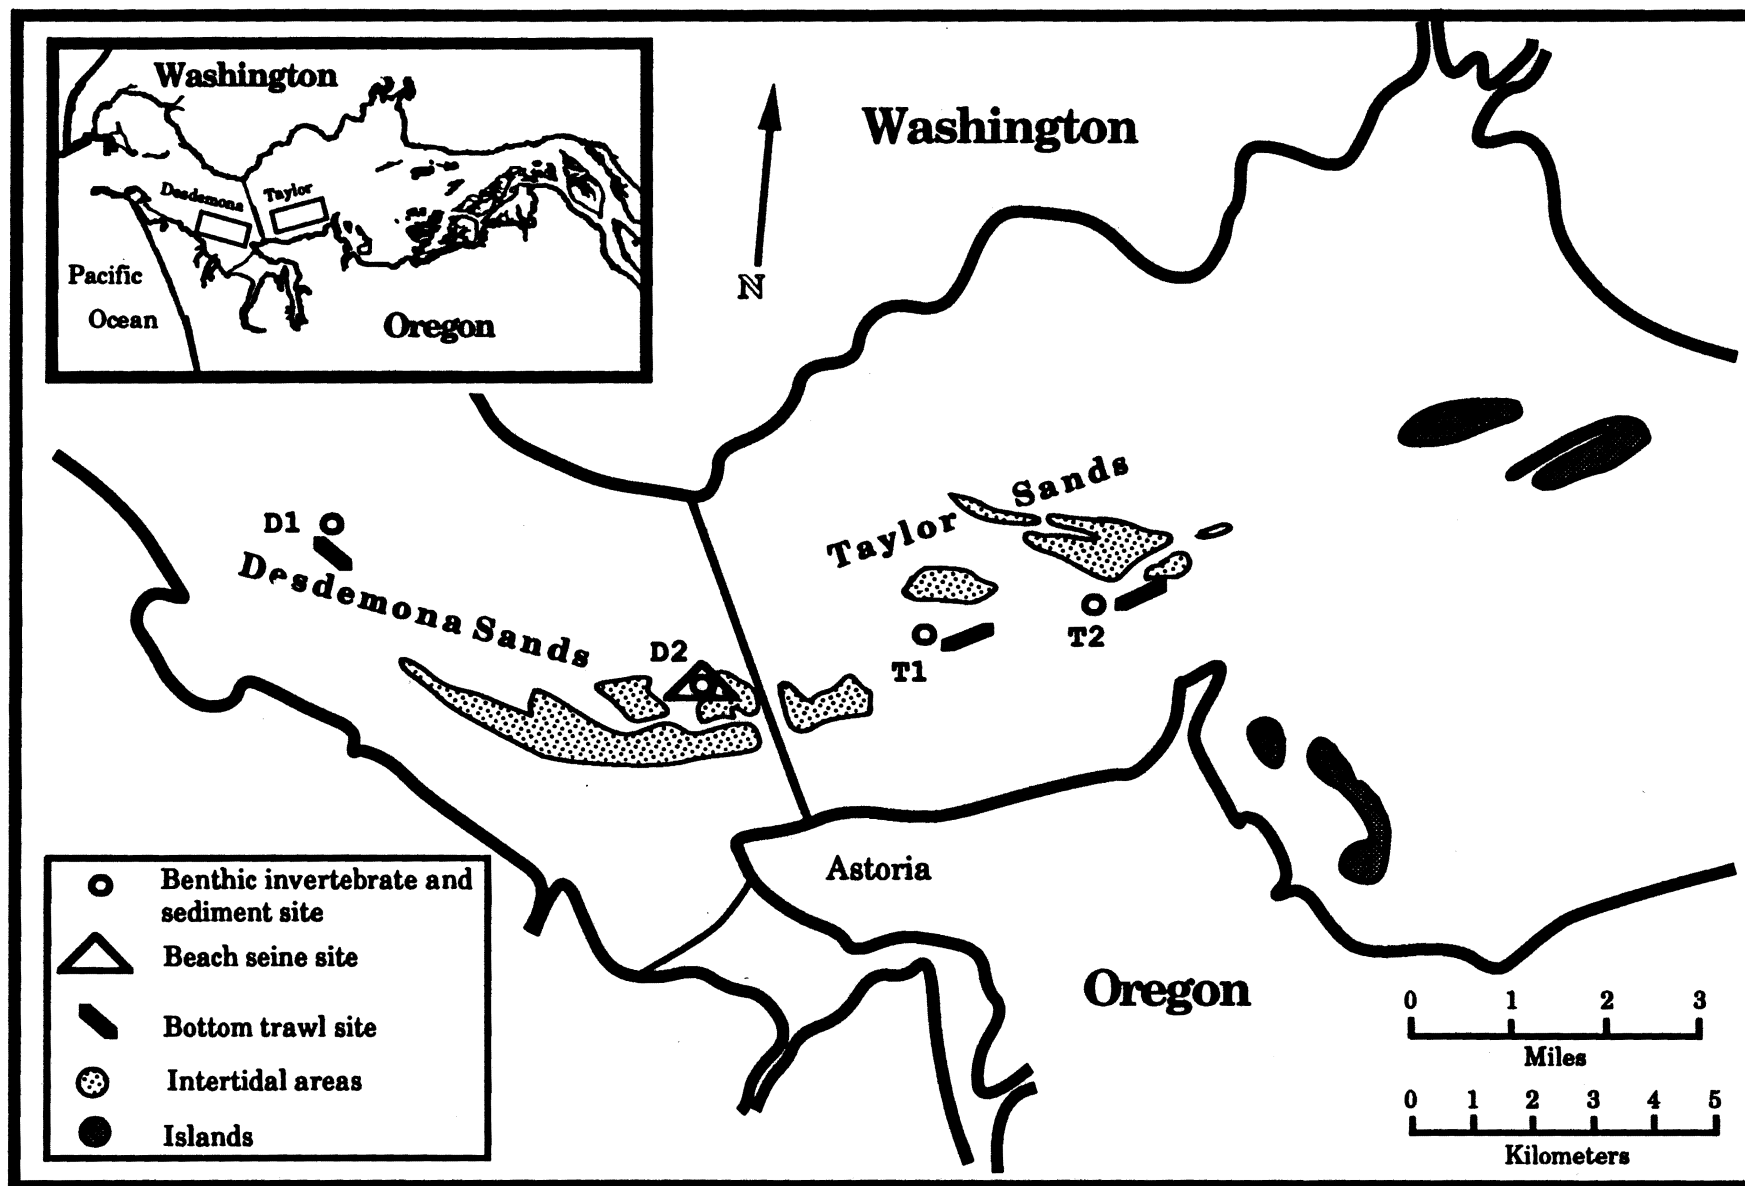 Washington
Desdemona
Taylor
Pacific
Ocean
Oregon
N
Washington
D1
Desdemona Sands
D2
Taylor Sands
T1
T2
Astoria
Oregon
Benthic invertebrate and
sediment site
Beach seine site
Bottom trawl site
Intertidal areas
Islands
0 1 2 3
Miles
0 1 2 3 4 5
Kilometers